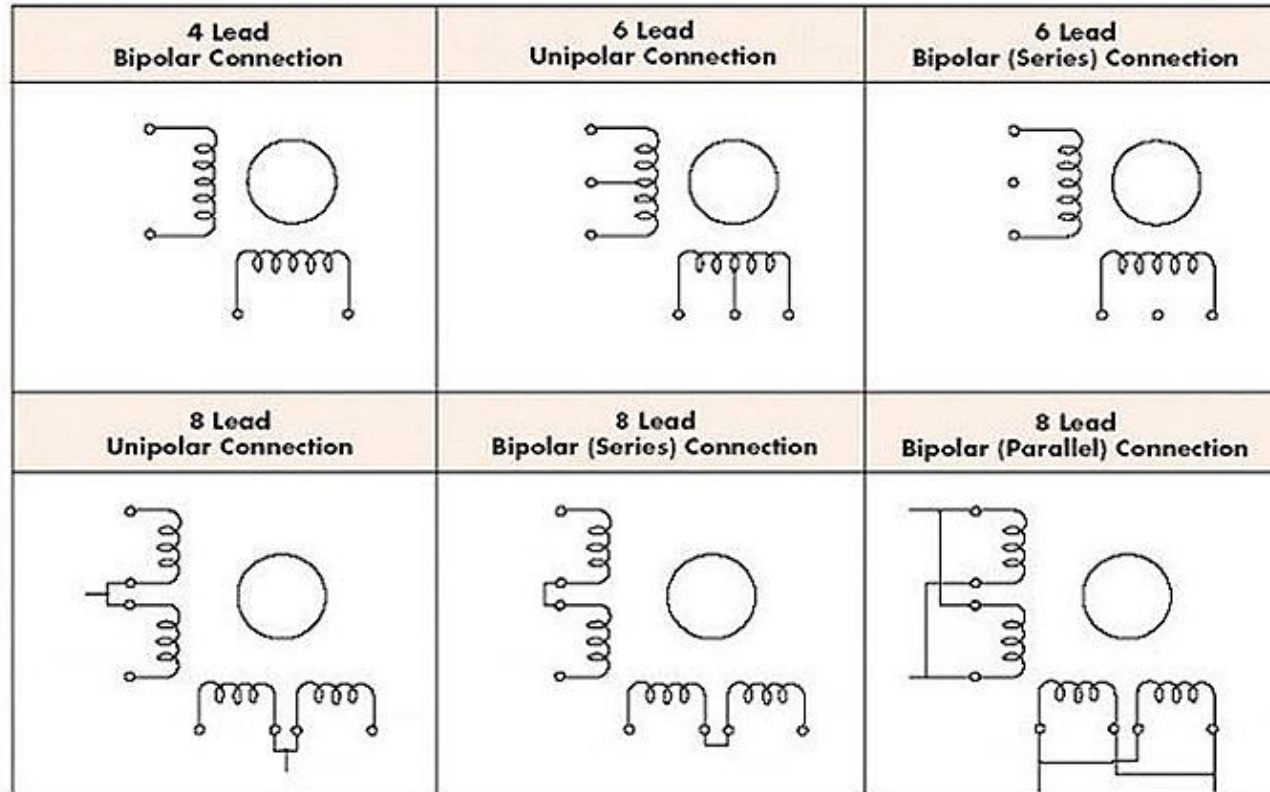 4 Lead
Bipolar Connection
6 Lead
Unipolar Connection
6 Lead
Bipolar (Series) Connection
8 Lead
Unipolar Connection
8 Lead
Bipolar (Series) Connection
8 Lead
Bipolar (Parallel) Connection